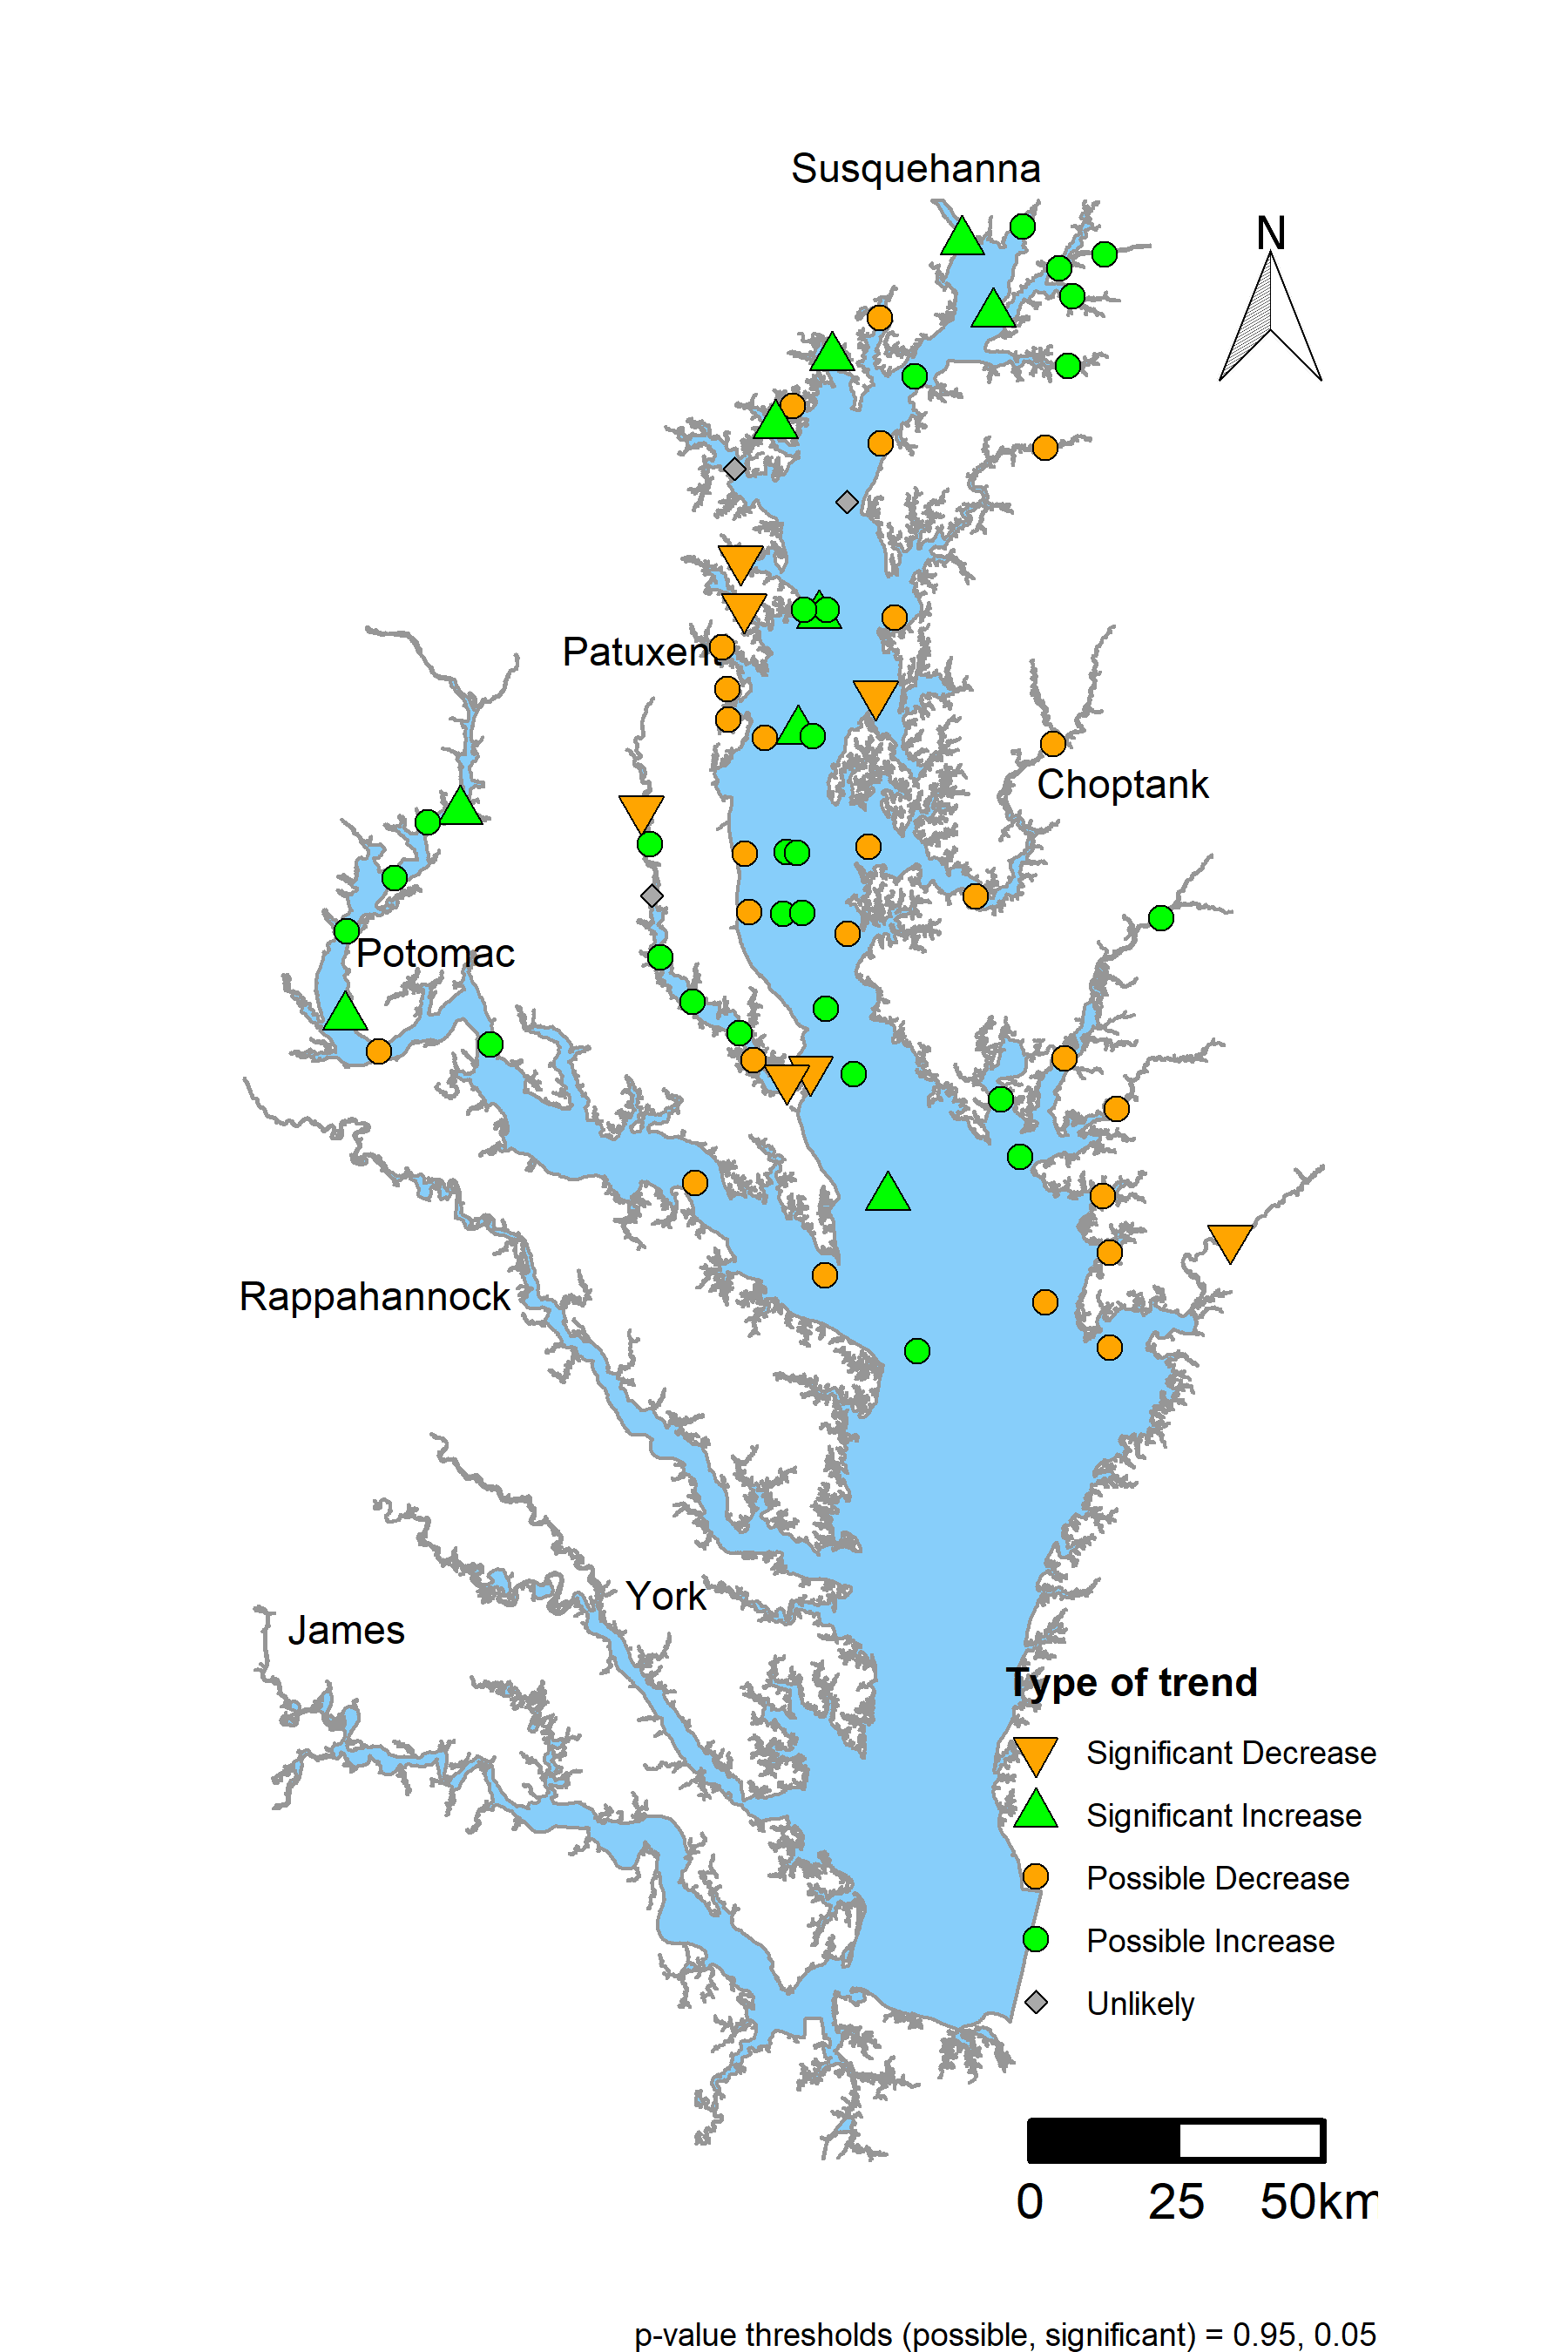 Susquehanna
N
Patuxent
Choptank
Potomac
Rappahannock
York
James
Type of trend
Significant Decrease
Significant Increase
Possible Decrease
Possible Increase
Unlikely
0 25 50km
p-value thresholds (possible, significant) = 0.95, 0.05